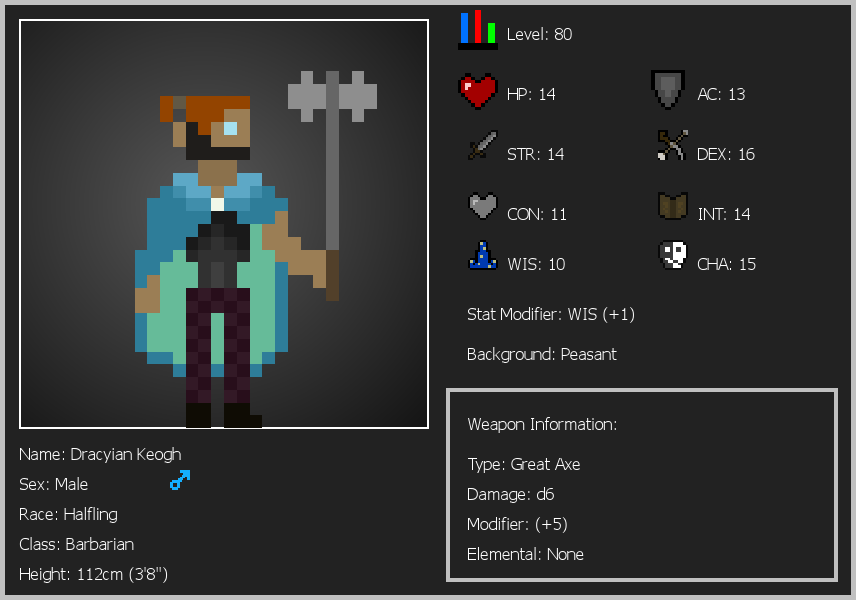 Level: 80
HP: 14
AC: 13
STR: 14
DEX: 16
CON: 11
INT: 14
WIS: 10
CHA: 15
Stat Modifier: WIS (+1)
Background: Peasant
Weapon Information:
Type: Great Axe
Damage: d6
Modifier: (+5)
Elemental: None
Name: Dracyian Keogh
Sex: Male
Race: Halfling
Class: Barbarian
Height: 112cm (3'8")